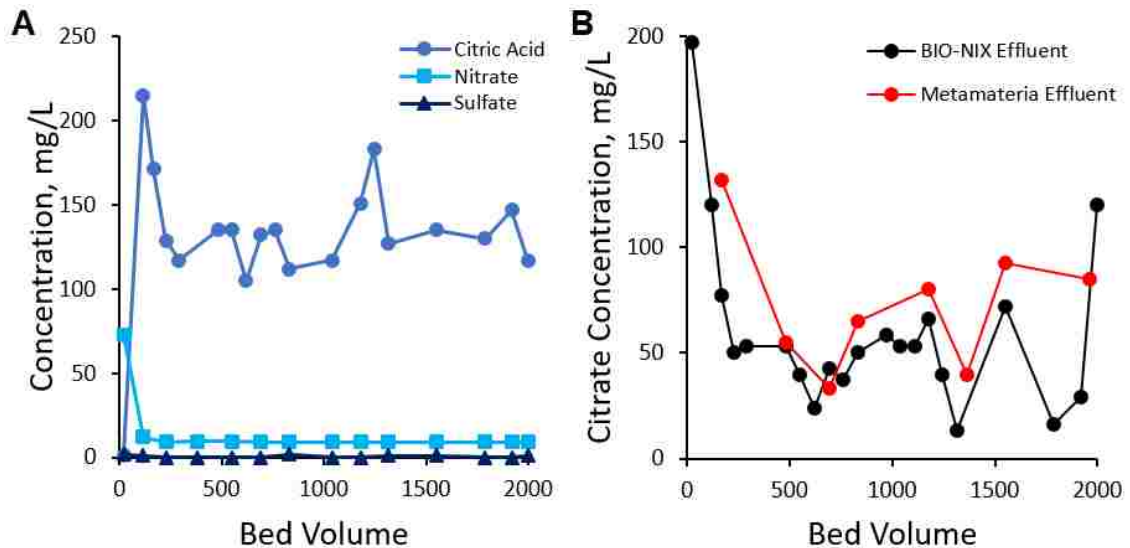 A
Concentration, mg/L
250
200
150
100
50
0
0 500 1000 1500 2000
Bed Volume
Citric Acid
Nitrate
Sulfate
B
Citrate Concentration, mg/L
200
150
100
50
0
0 500 1000 1500 2000
Bed Volume
BIO-NIX Effluent
Metamateria Effluent